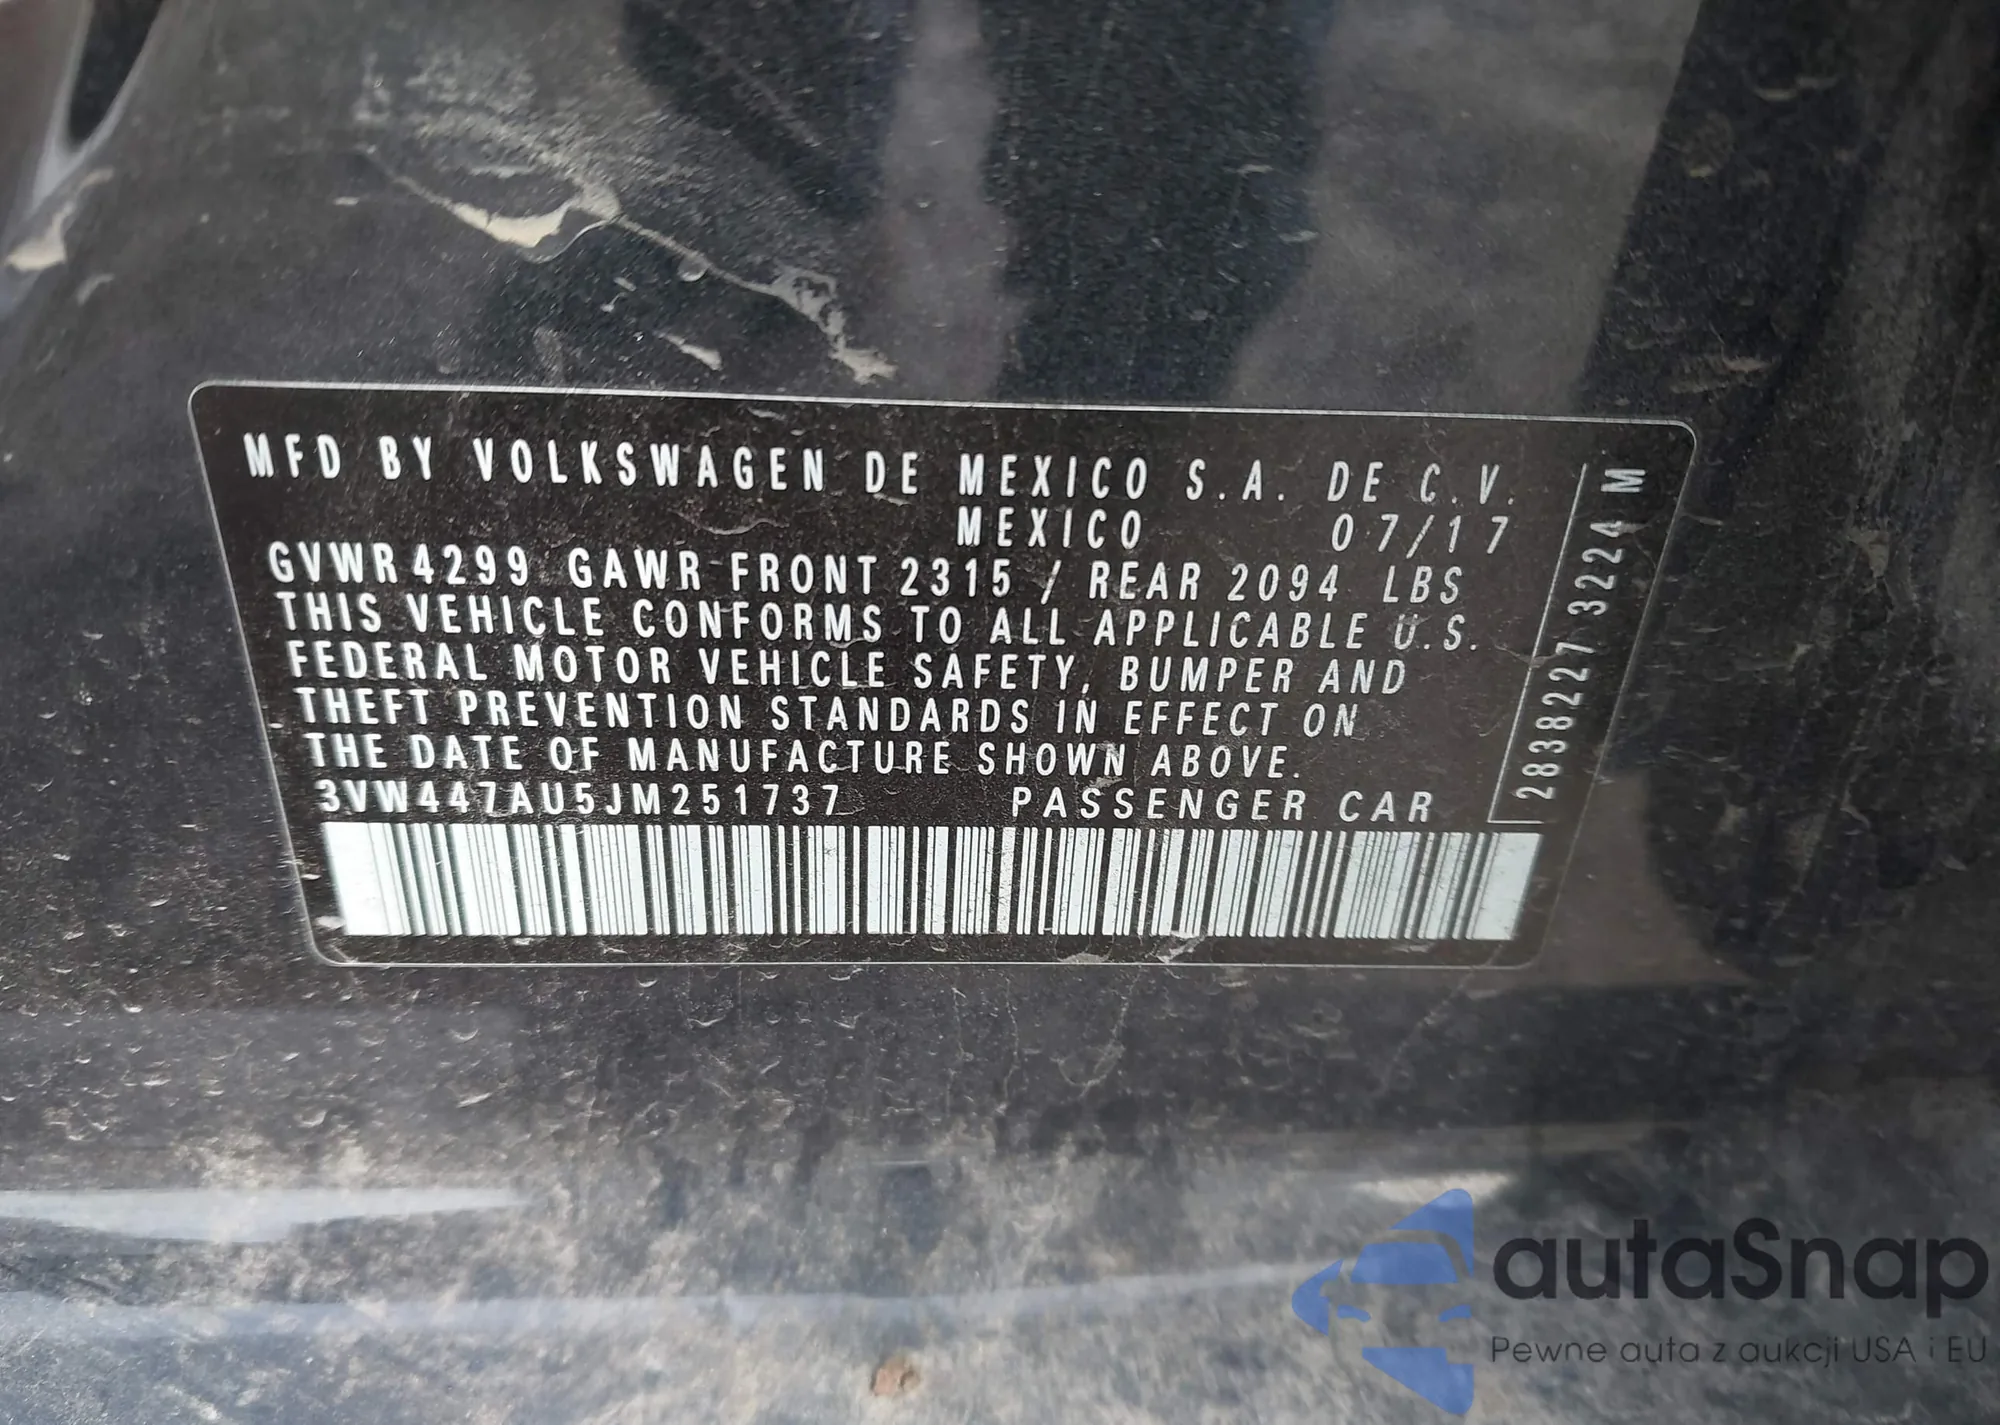 MFD BY VOLKSWAGEN DE MEXICO S.A. DE C.V.
MEXICO 07/17
GVWR 4299 GAWR FRONT 2315 / REAR 2094 LBS
THIS VEHICLE CONFORMS TO ALL APPLICABLE U.S.
FEDERAL MOTOR VEHICLE SAFETY, BUMPER AND
THEFT PREVENTION STANDARDS IN EFFECT ON
THE DATE OF MANUFACTURE SHOWN ABOVE.
3VW447AU5JM251737 PASSENGER CAR
2838227 3224 M
autaSnap
Pewne auta z aukcji USA i EU